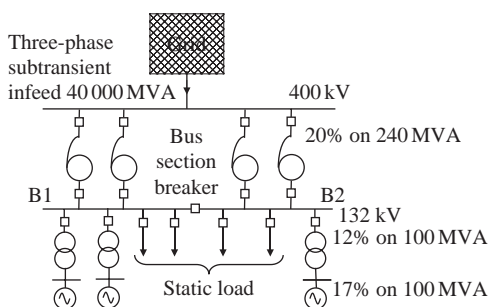 Grid
Three-phase
subtransient
infeed 40 000 MVA
400 kV
20% on 240 MVA
Bus
section
breaker
B1
B2
132 kV
12% on 100 MVA
Static load
17% on 100 MVA